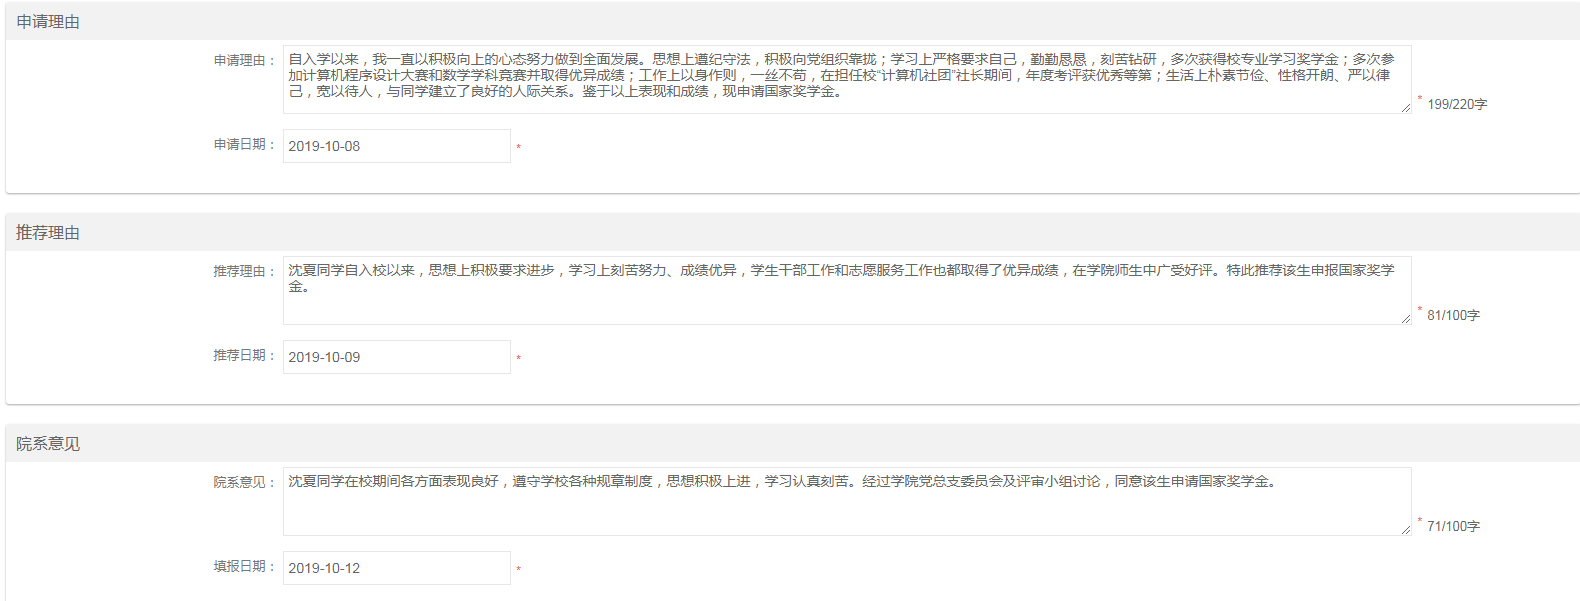 申请理由
申请理由：
自入学以来，我一直以积极向上的心态努力做到全面发展。思想上遵纪守法，积极向党组织靠拢；学习上严格要求自己，勤勤恳恳，刻苦钻研，多次获得校专业学习奖学金；多次参
加计算机程序设计大赛和数学学科竞赛并取得优异成绩；工作上以身作则，一丝不苟，在担任校“计算机社团”社长期间，年度考评获优秀等第；生活上朴素节俭、性格开朗、严以律
己，宽以待人，与同学建立了良好的人际关系。鉴于以上表现和成绩，现申请国家奖学金。
* 199/220字
申请日期： 2019-10-08 *
推荐理由
推荐理由：
沈夏同学自入校以来，思想上积极要求进步，学习上刻苦努力、成绩优异，学生干部工作和志愿服务工作也都取得了优异成绩，在学院师生中广受好评。特此推荐该生申报国家奖学
金。
* 81/100字
推荐日期： 2019-10-09 *
院系意见
院系意见：
沈夏同学在校期间各方面表现良好，遵守学校各种规章制度，思想积极上进，学习认真刻苦。经过学院党总支委员会及评审小组讨论，同意该生申请国家奖学金。
* 71/100字
填报日期： 2019-10-12 *